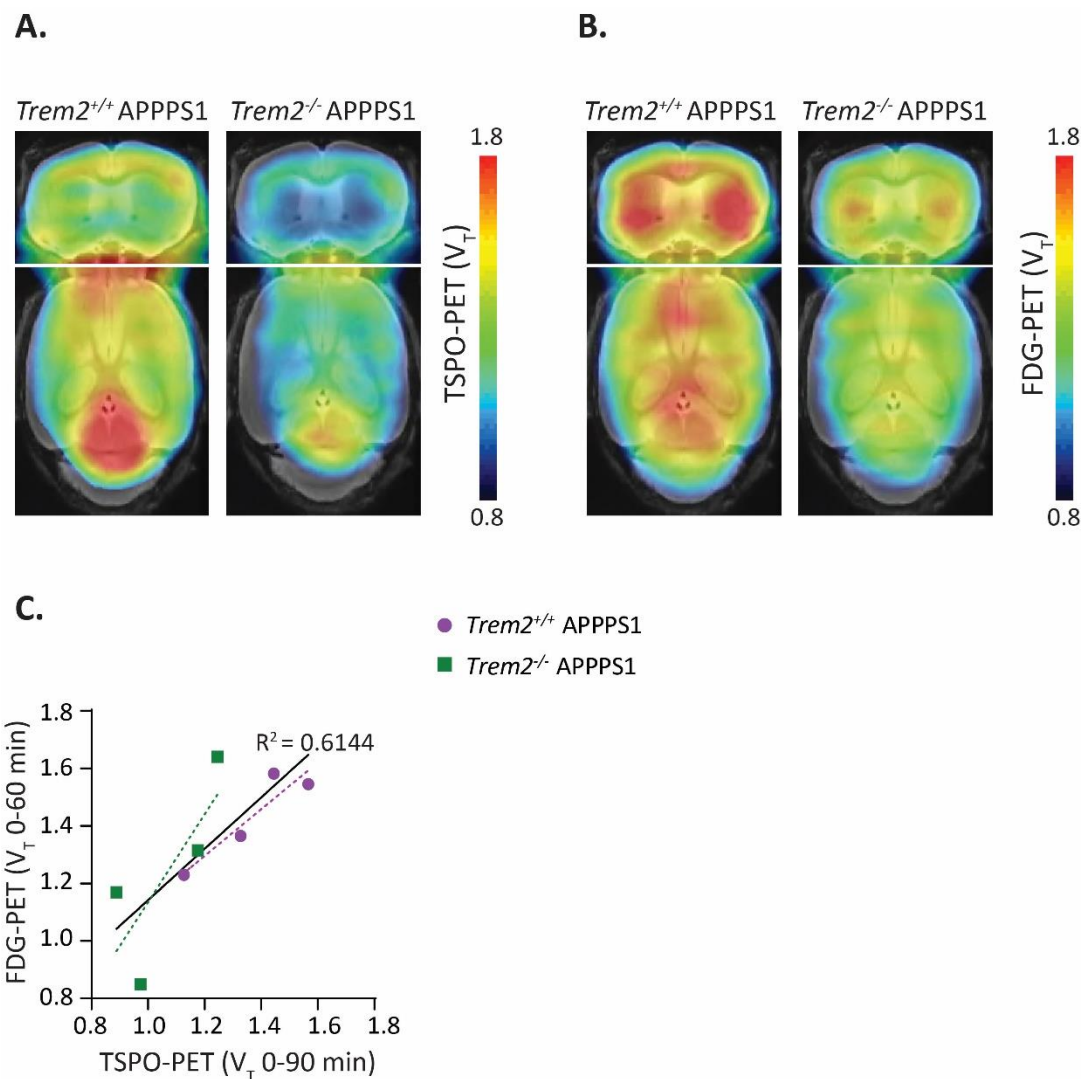 A.
B.
Trem2+/+ APPPS1
Trem2-/- APPPS1
1.8
TSPO-PET (VT)
0.8
Trem2+/+ APPPS1
Trem2-/- APPPS1
1.8
FDG-PET (VT)
0.8
C.
Trem2+/+ APPPS1
Trem2-/- APPPS1
R2 = 0.6144
FDG-PET (VT 0-60 min)
1.8
1.6
1.4
1.2
1.0
0.8
0.8 1.0 1.2 1.4 1.6 1.8
TSPO-PET (VT 0-90 min)